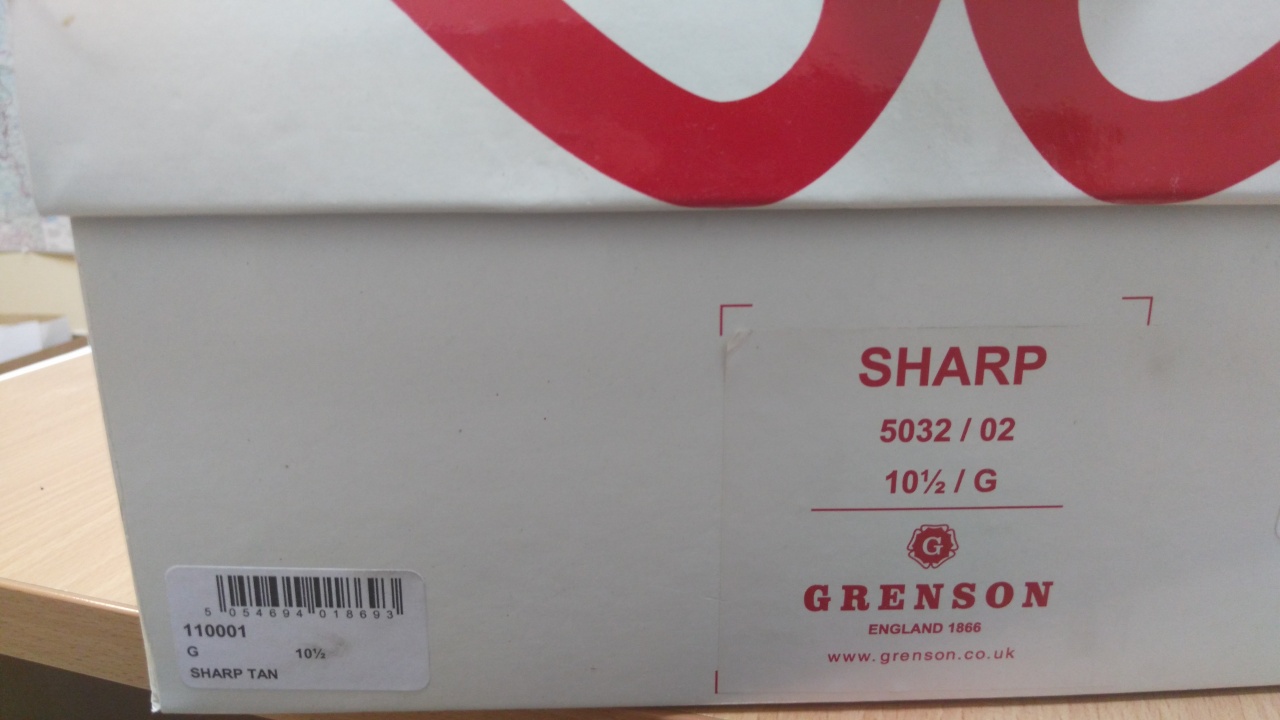 SHARP
5032 / 02
10½ / G
G
GRENSON
ENGLAND 1866
www.grenson.co.uk
5 054694 018693
110001
G 10½
SHARP TAN